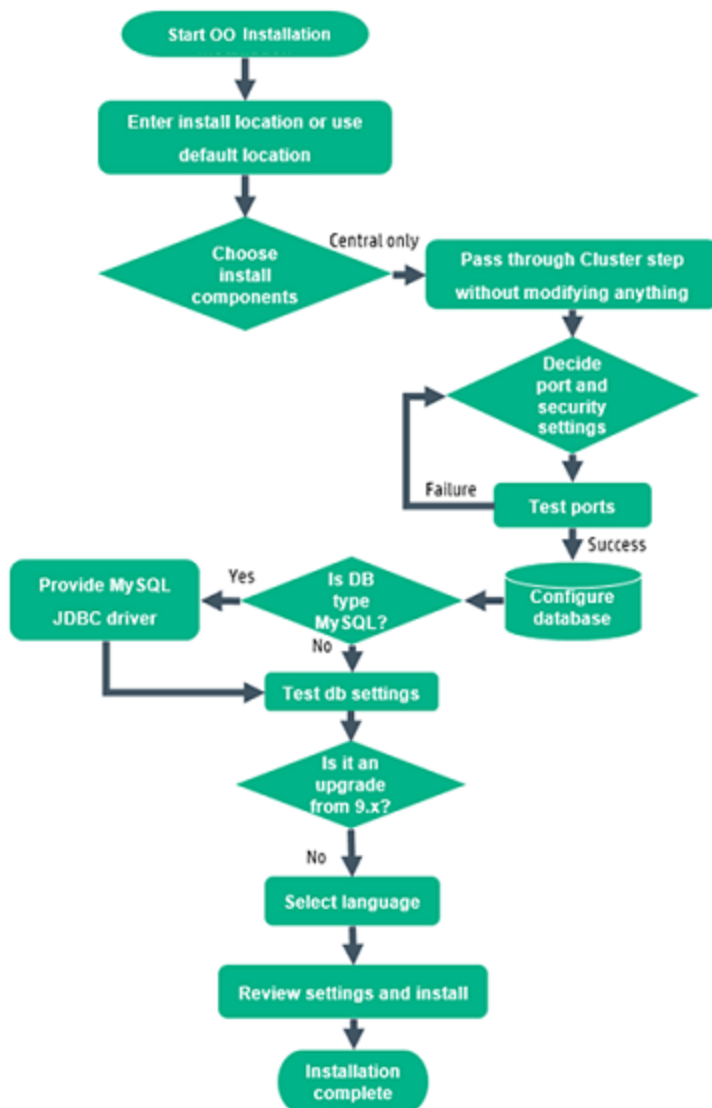 Start OO Installation
Enter install location or use
default location
Choose
install
components
Central only
Pass through Cluster step
without modifying anything
Decide
port and
security
settings
Failure
Test ports
Success
Configure
database
Is DB
type
MySQL?
Yes
Provide MySQL
JDBC driver
No
Test db settings
Is it an
upgrade
from 9.x?
No
Select language
Review settings and install
Installation
complete